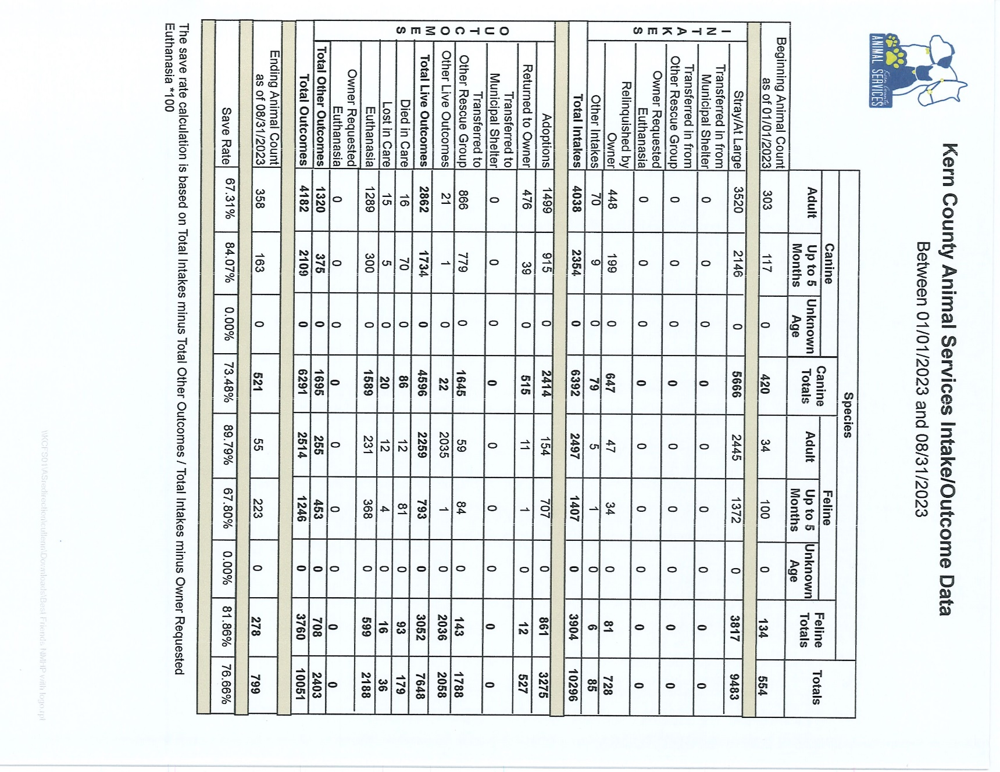 Kern County Animal Services Intake/Outcome Data
Between 01/01/2023 and 08/31/2023
ANIMAL SERVICES
Species
Canine Canine Totals Feline Feline Totals Totals
Adult Up to 5 Months Unknown Age Adult Up to 5 Months Unknown Age
Beginning Animal Count as of 01/01/2023 303 117 0 420 34 100 0 134 554
INTAKES
Stray/At Large 3520 2146 0 5666 2445 1372 0 3817 9483
Transferred in from Municipal Shelter 0 0 0 0 0 0 0 0 0
Transferred in from Other Rescue Group 0 0 0 0 0 0 0 0 0
Owner Requested Euthanasia 0 0 0 0 0 0 0 0 0
Relinquished by Owner 448 199 0 647 47 34 0 81 728
Other Intakes 70 9 0 79 5 1 0 6 85
Total Intakes 4038 2354 0 6392 2497 1407 0 3904 10296
OUTCOMES
Adoptions 1499 915 0 2414 154 707 0 861 3275
Returned to Owner 476 39 0 515 11 1 0 12 527
Transferred to Municipal Shelter 0 0 0 0 0 0 0 0 0
Transferred to Other Rescue Group 866 779 0 1645 59 84 0 143 1788
Other Live Outcomes 21 1 0 22 2035 1 0 2036 2058
Total Live Outcomes 2862 1734 0 4596 2259 793 0 3052 7648
Died in Care 16 70 0 86 12 81 0 93 179
Lost in Care 15 5 0 20 12 4 0 16 36
Euthanasia 1289 300 0 1589 231 368 0 599 2188
Owner Requested Euthanasia 0 0 0 0 0 0 0 0 0
Total Other Outcomes 1320 375 0 1695 255 453 0 708 2403
Total Outcomes 4182 2109 0 6291 2514 1246 0 3760 10051
Ending Animal Count as of 08/31/2023 358 163 0 521 55 223 0 278 799
Save Rate 67.31% 84.07% 0.00% 73.48% 89.79% 67.80% 0.00% 81.86% 76.66%
The save rate calculation is based on Total Intakes minus Total Other Outcomes / Total Intakes minus Owner Requested
Euthanasia *100